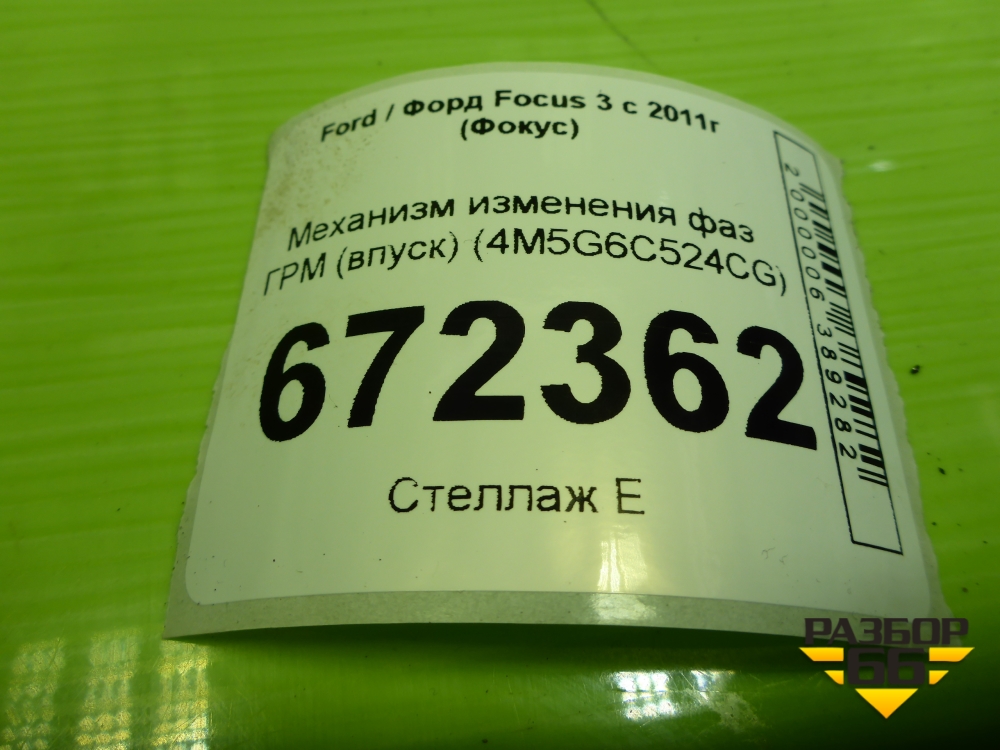 Ford / Форд Focus 3 с 2011г
(Фокус)
Механизм изменения фаз
ГРМ (впуск) (4M5G6C524CG)
672362
Стеллаж Е
2000006389282
РАЗБОР
66